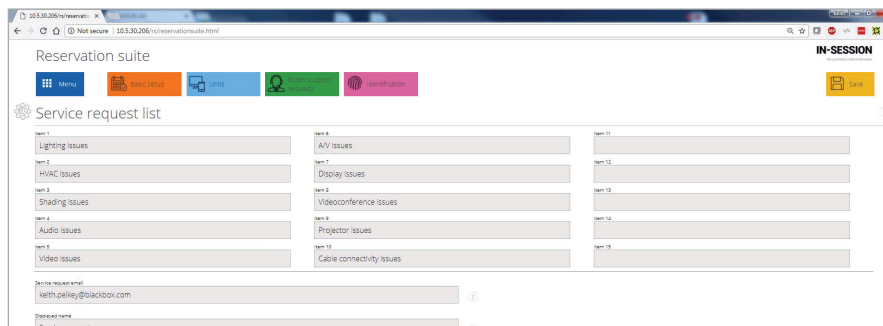 10.5.30.206/rs/reservatio
Not secure | 10.5.30.206/rs/reservationsuite.html
Reservation suite
IN-SESSION
Menu
Basic setup
Units
Room support requests
Identification
Save
Service request list
Item 1
Item 6
Item 11
Lighting issues
A/V issues
Item 2
Item 7
Item 12
HVAC issues
Display issues
Item 3
Item 8
Item 13
Shading issues
Videoconference issues
Item 4
Item 9
Item 14
Audio issues
Projector issues
Item 5
Item 10
Item 15
Video issues
Cable connectivity issues
Service request email
keith.pelkey@blackbox.com
?
Displayed name